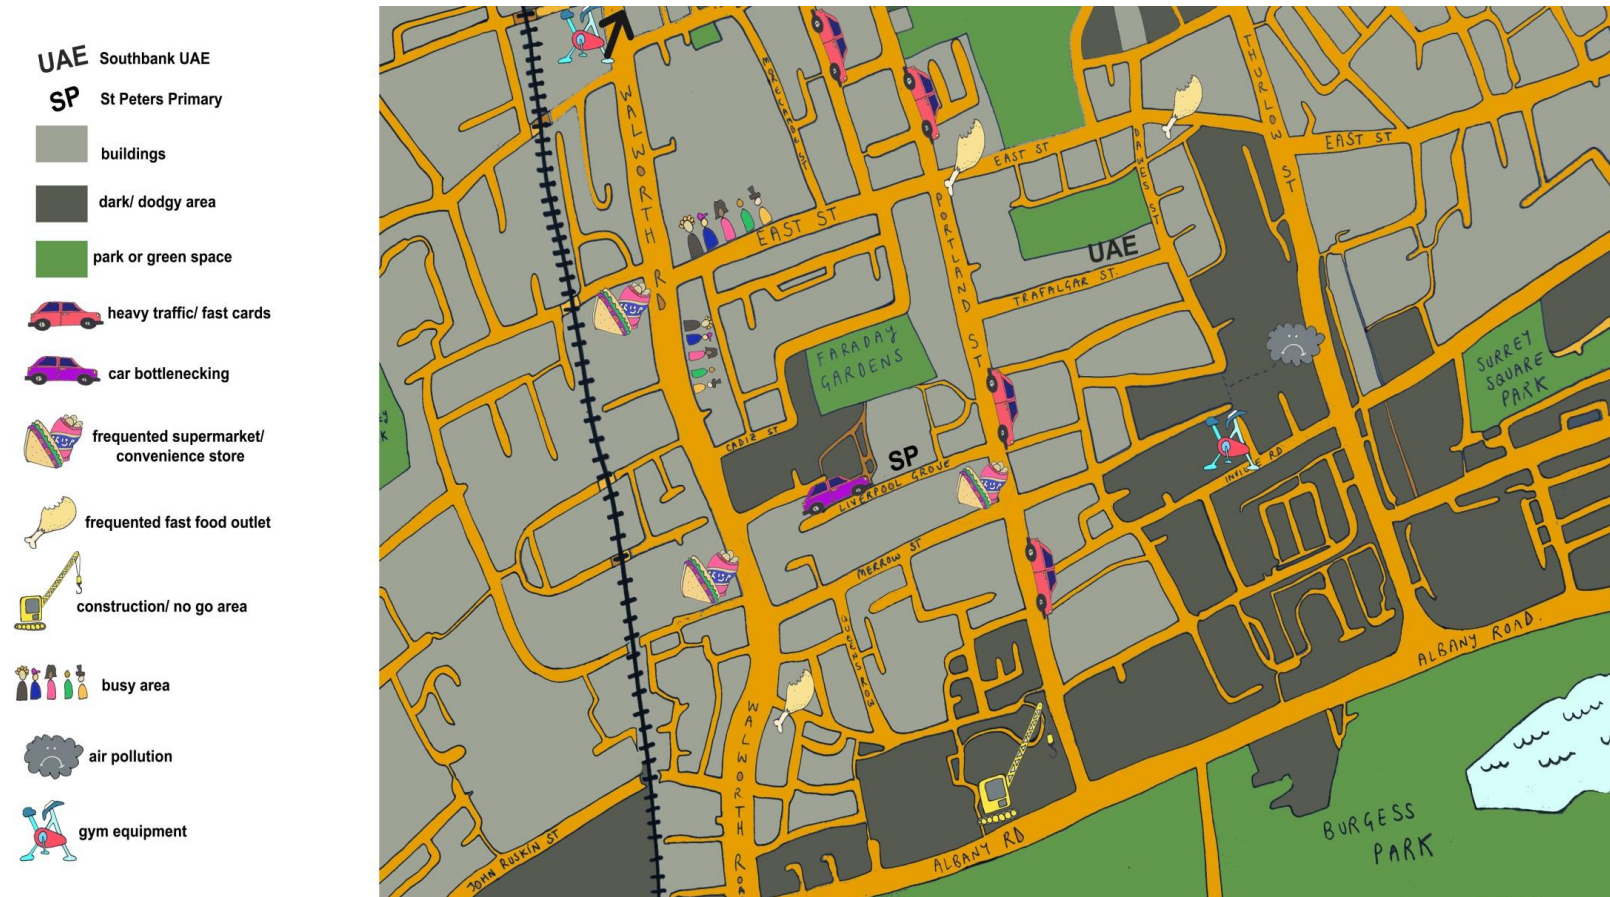 UAE Southbank UAE
SP St Peters Primary
buildings
dark/ dodgy area
park or green space
heavy traffic/ fast cards
car bottlenecking
frequented supermarket/
convenience store
frequented fast food outlet
construction/ no go area
busy area
air pollution
gym equipment
WALWORTH RD
EAST ST
PORTLAND ST
EAST ST
DAWES ST
THURLOW ST
EAST ST
UAE
TRAFALGAR ST.
FARADAY
GARDENS
SURREY
SQUARE
PARK
CADIZ ST
SP
LIVERPOOL GROVE
MERROW ST
QUEENS ROW
WALWORTH ROA
JOHN RUSKIN ST
ALBANY RD
ALBANY ROAD.
BURGESS
PARK